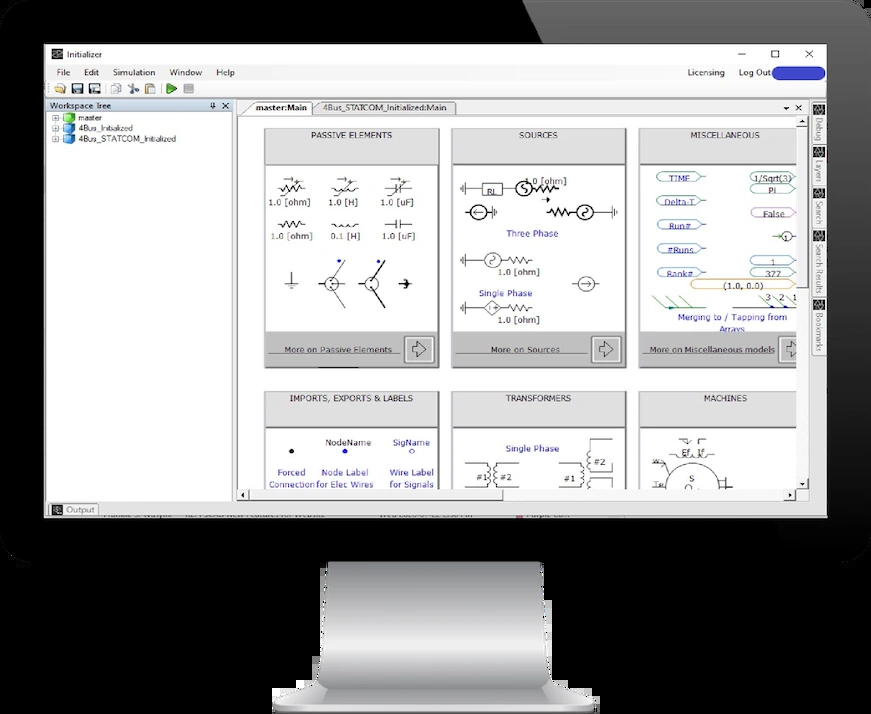 Initializer
File Edit Simulation Window Help
Licensing Log Out
Workspace Tree
master:Main 4Bus_STATCOM_Initialized:Main
master
4Bus_Initialized
4Bus_STATCOM_Initialized
PASSIVE ELEMENTS
1.0 [ohm] 1.0 [H] 1.0 [uF]
1.0 [ohm] 0.1 [H] 1.0 [uF]
More on Passive Elements
SOURCES
RL 1.0 [ohm]
Three Phase
1.0 [ohm]
Single Phase
1.0 [ohm]
More on Sources
MISCELLANEOUS
TIME 1/Sqrt(3)
Pi
Delta-T
False
Run#
1
#Runs
1
Rank# 377
(1.0, 0.0)
3 2 1
Merging to / Tapping from
Arrays
More on Miscellaneous models
IMPORTS, EXPORTS & LABELS
NodeName SigName
Forced Node Label Wire Label
Connection for Elec Wires for Signals
TRANSFORMERS
Single Phase
#1 #2 #1 #2
MACHINES
Ef If
W
Te
S
Debug
Layers
Search
Search Results
Bookmarks
Output